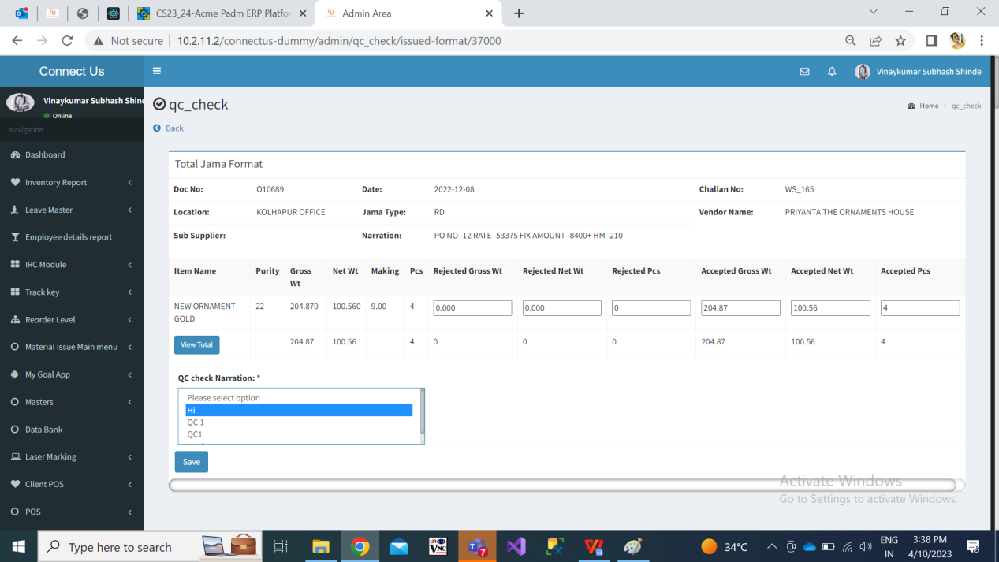 CS23_24-Acme Padm ERP Platfor
Admin Area
Not secure
10.2.11.2/connectus-dummy/admin/qc_check/issued-format/37000
Connect Us
Vinaykumar Subhash Shinde
Vinaykumar Subhash Shind
Online
Navigation
Dashboard
Inventory Report
Leave Master
Employee details report
IRC Module
Track key
Reorder Level
Material Issue Main menu
My Goal App
Masters
Data Bank
Laser Marking
Client POS
POS
qc_check
Home > qc_check
Back
Total Jama Format
Doc No: O10689 Date: 2022-12-08 Challan No: WS_165
Location: KOLHAPUR OFFICE Jama Type: RD Vendor Name: PRIYANTA THE ORNAMENTS HOUSE
Sub Supplier: Narration: PO NO -12 RATE -53375 FIX AMOUNT -8400+ HM -210
Item Name Purity Gross Net Wt Making Pcs Rejected Gross Wt Rejected Net Wt Rejected Pcs Accepted Gross Wt Accepted Net Wt Accepted Pcs
Wt
NEW ORNAMENT 22 204.870 100.560 9.00 4 0.000 0.000 0 204.87 100.56 4
GOLD
View Total 204.87 100.56 4 0 0 0 204.87 100.56 4
QC check Narration: *
Please select option
Hi
QC 1
QC1
Save
Activate Windows
Go to Settings to activate Windows.
Type here to search
VNC
7
34°C
ENG
IN
3:38 PM
4/10/2023